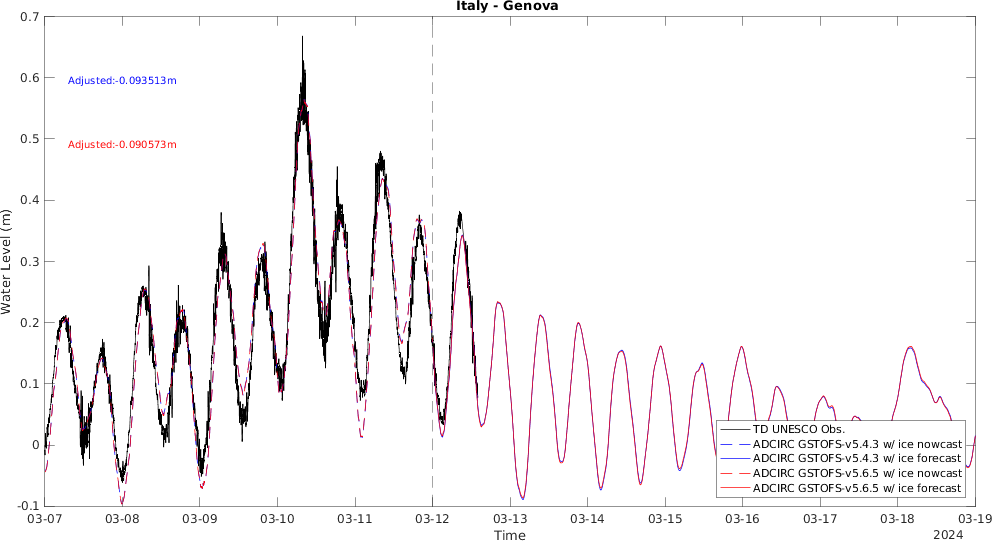 Italy - Genova
0.7
0.6
0.5
0.4
0.3
0.2
0.1
0
-0.1
Water Level (m)
Adjusted:-0.093513m
Adjusted:-0.090573m
TD UNESCO Obs.
ADCIRC GSTOFS-v5.4.3 w/ ice nowcast
ADCIRC GSTOFS-v5.4.3 w/ ice forecast
ADCIRC GSTOFS-v5.6.5 w/ ice nowcast
ADCIRC GSTOFS-v5.6.5 w/ ice forecast
03-07 03-08 03-09 03-10 03-11 03-12 03-13 03-14 03-15 03-16 03-17 03-18 03-19
Time
2024